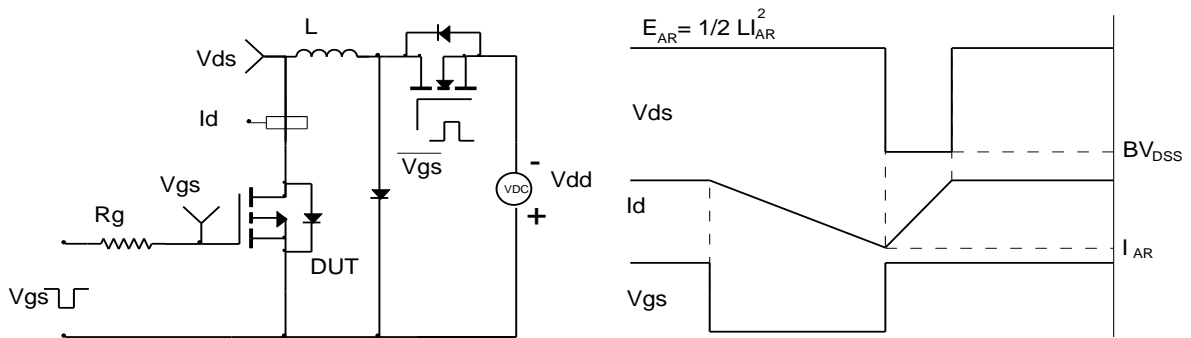 L
Vds
Id
Vgs
Vgs
Rg
DUT
Vgs
VDC
-
+
Vdd
E_AR = 1/2 LI_AR^2
Vds
BV_DSS
Id
I_AR
Vgs